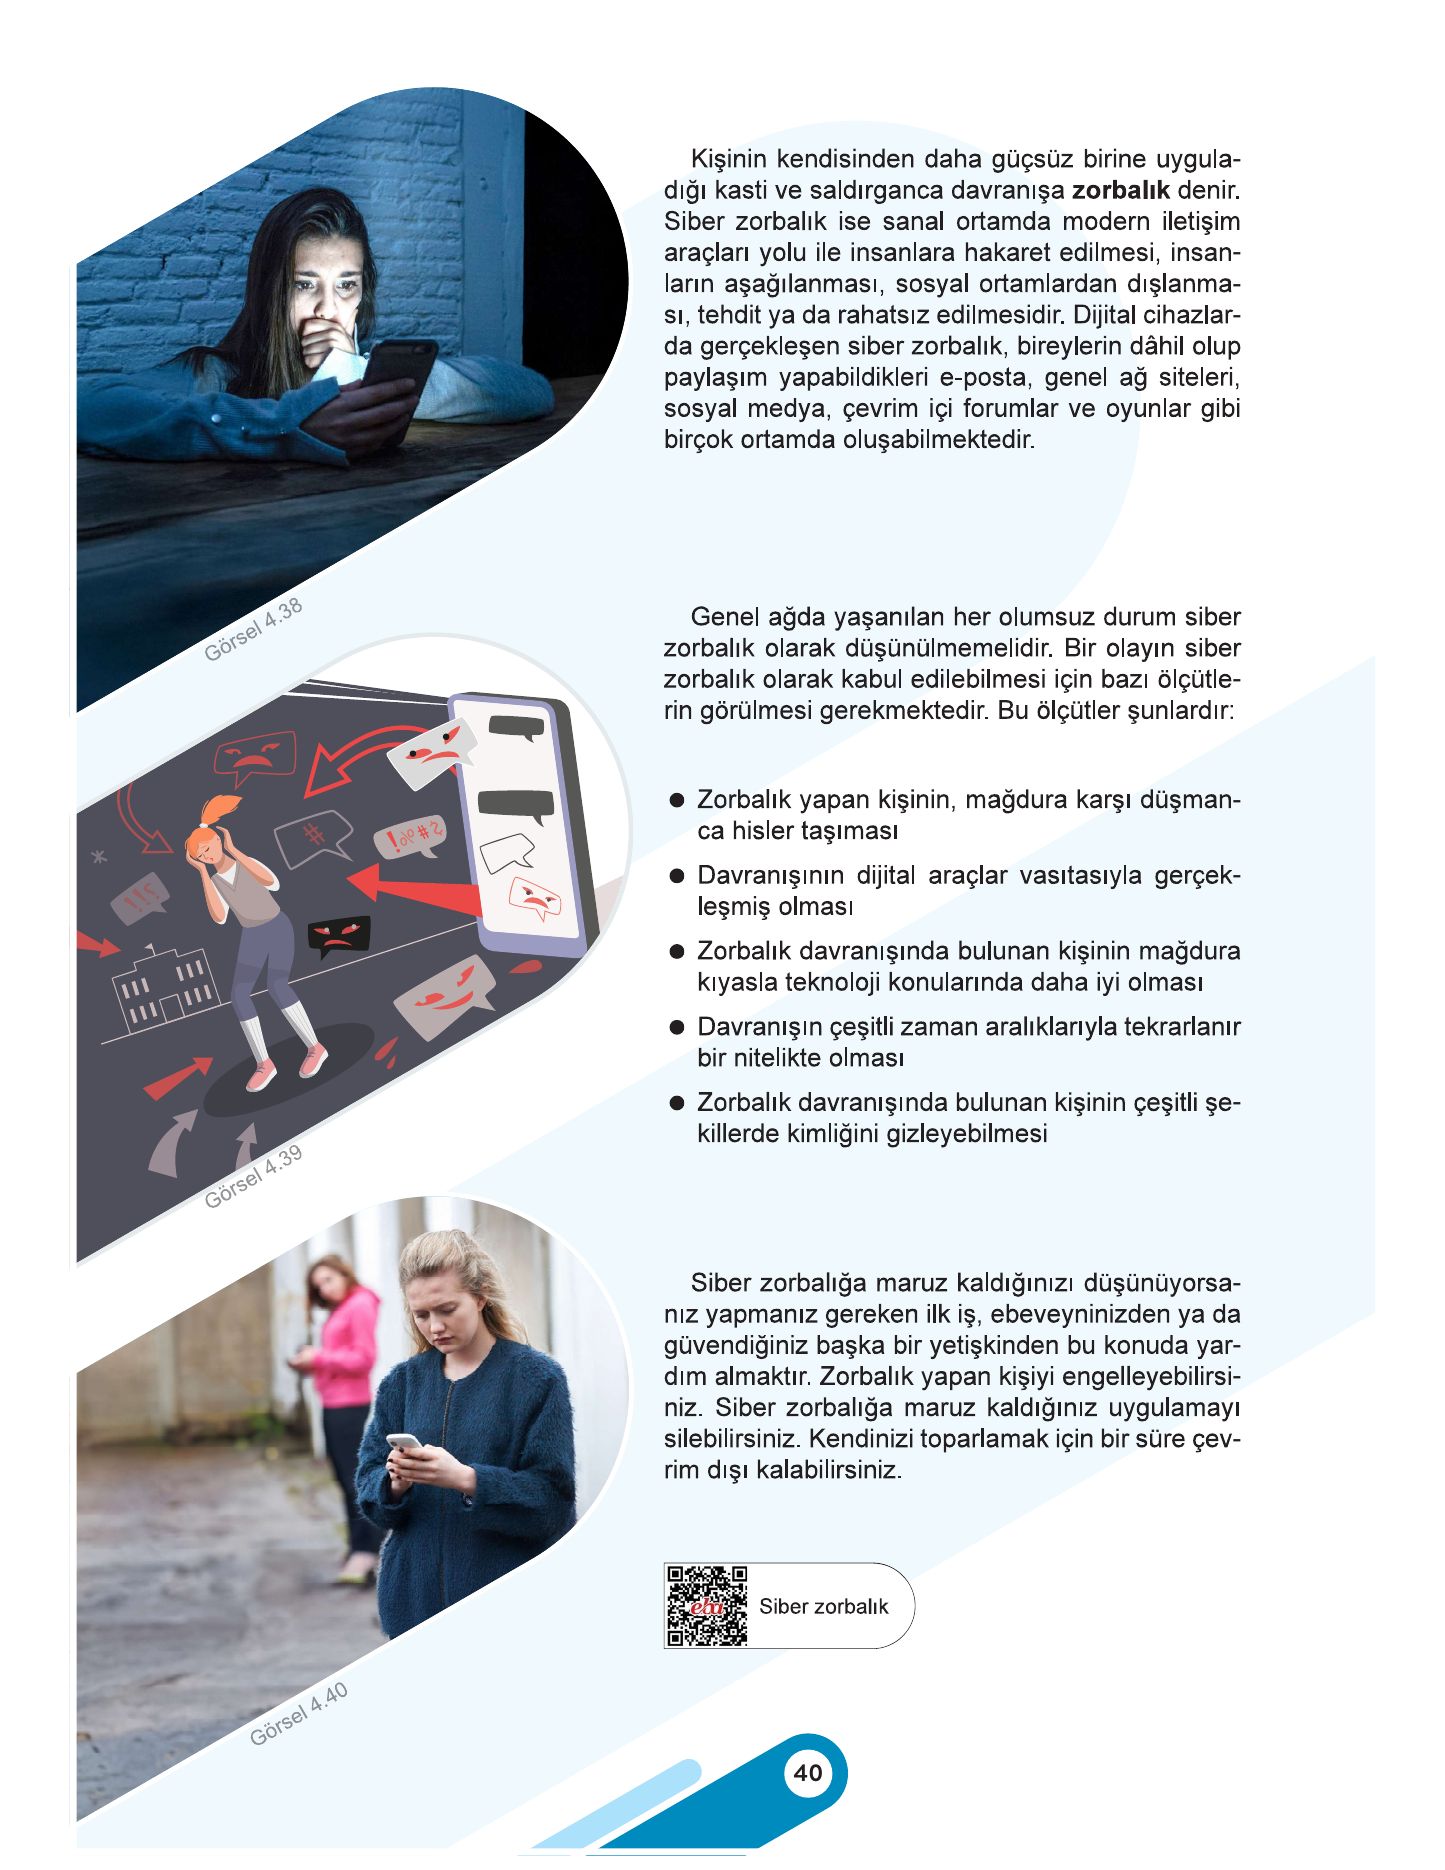 Kişinin kendisinden daha güçsüz birine uygula-
dığı kasti ve saldırganca davranışa zorbalık denir.
Siber zorbalık ise sanal ortamda modern iletişim
araçları yolu ile insanlara hakaret edilmesi, insan-
ların aşağılanması, sosyal ortamlardan dışlanma-
sı, tehdit ya da rahatsız edilmesidir. Dijital cihazlar-
da gerçekleşen siber zorbalık, bireylerin dâhil olup
paylaşım yapabildikleri e-posta, genel ağ siteleri,
sosyal medya, çevrim içi forumlar ve oyunlar gibi
birçok ortamda oluşabilmektedir.
Görsel 4.38
Genel ağda yaşanılan her olumsuz durum siber
zorbalık olarak düşünülmemelidir. Bir olayın siber
zorbalık olarak kabul edilebilmesi için bazı ölçütle-
rin görülmesi gerekmektedir. Bu ölçütler şunlardır:
● Zorbalık yapan kişinin, mağdura karşı düşman-
ca hisler taşıması
● Davranışının dijital araçlar vasıtasıyla gerçek-
leşmiş olması
● Zorbalık davranışında bulunan kişinin mağdura
kıyasla teknoloji konularında daha iyi olması
● Davranışın çeşitli zaman aralıklarıyla tekrarlanır
bir nitelikte olması
● Zorbalık davranışında bulunan kişinin çeşitli şe-
killerde kimliğini gizleyebilmesi
#
!%#?
*
!!!?
Görsel 4.39
Siber zorbalığa maruz kaldığınızı düşünüyorsa-
nız yapmanız gereken ilk iş, ebeveyninizden ya da
güvendiğiniz başka bir yetişkinden bu konuda yar-
dım almaktır. Zorbalık yapan kişiyi engelleyebilirsi-
niz. Siber zorbalığa maruz kaldığınız uygulamayı
silebilirsiniz. Kendinizi toparlamak için bir süre çev-
rim dışı kalabilirsiniz.
eba
Siber zorbalık
Görsel 4.40
40